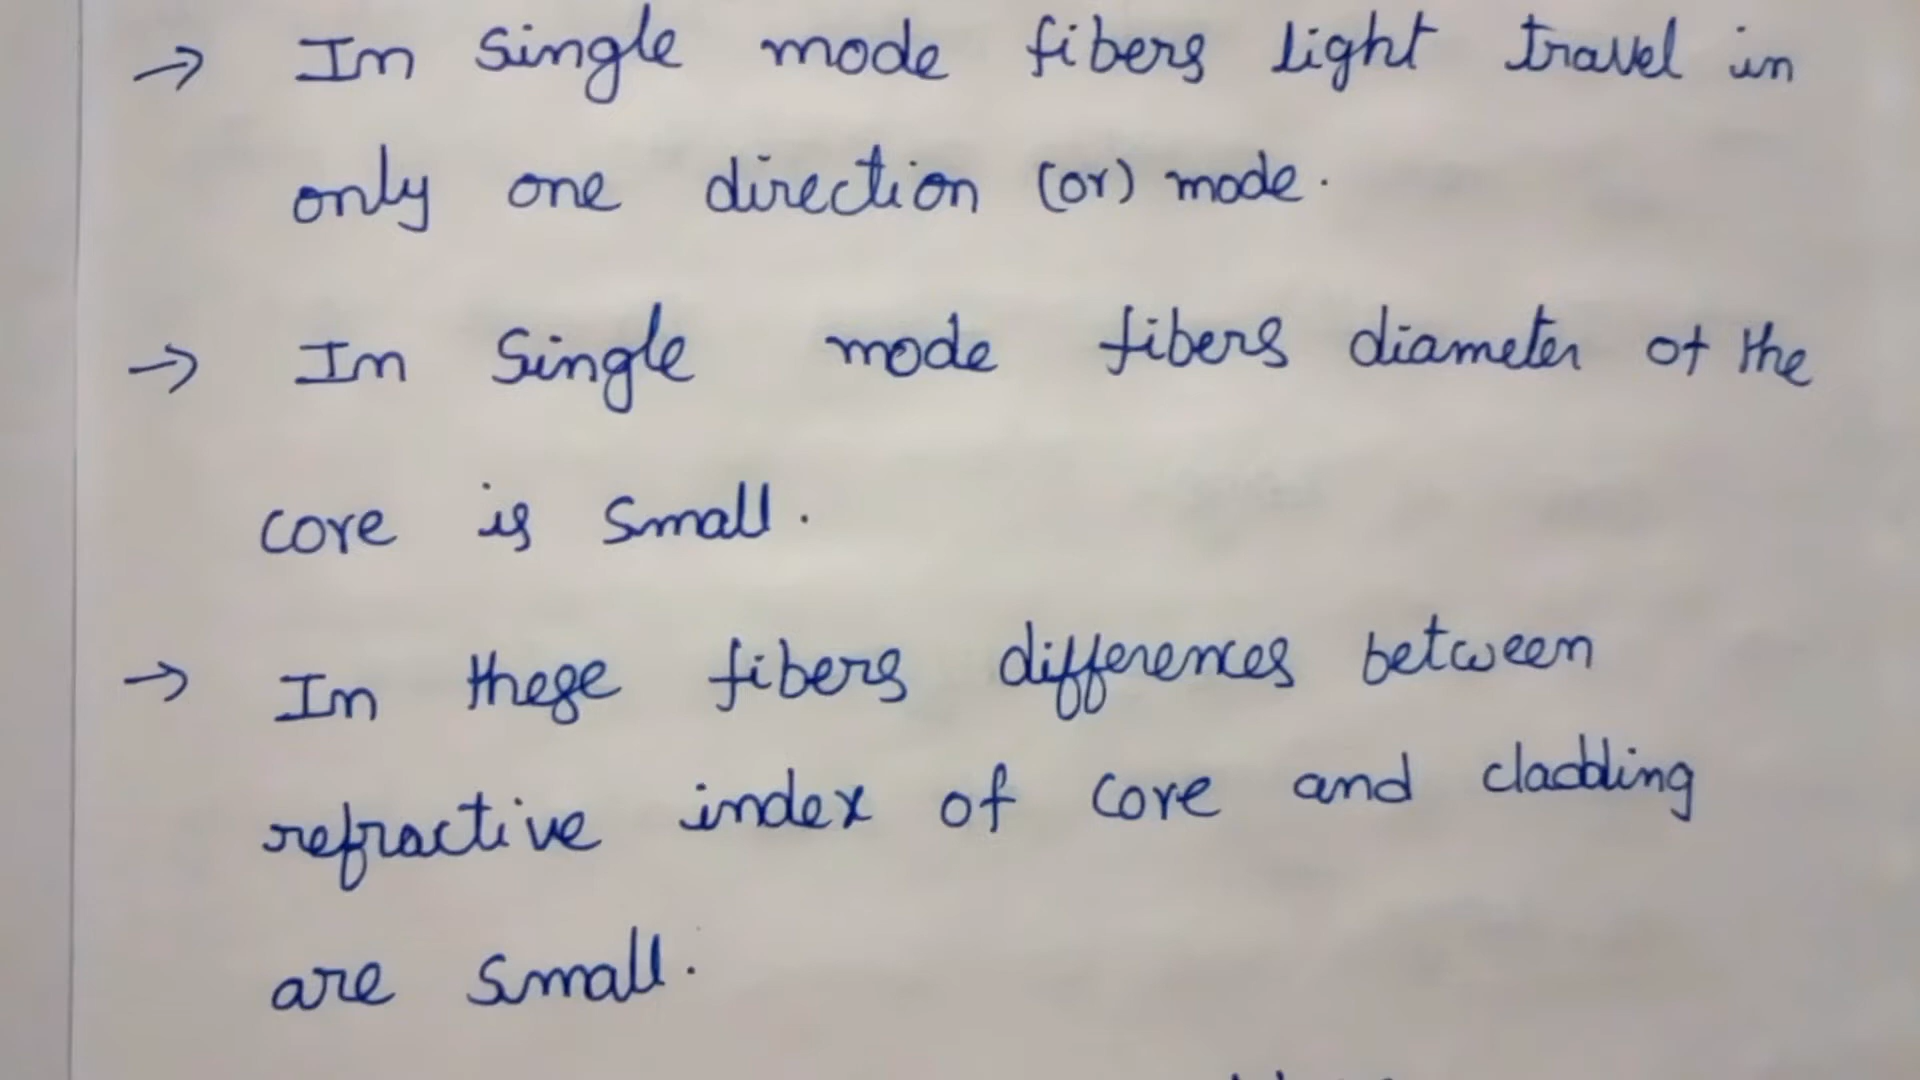 → In single mode fibers light travel in
only one direction (or) mode.
→ In single mode fibers diameter of the
core is small.
→ In these fibers differences between
refractive index of core and cladding
are small.